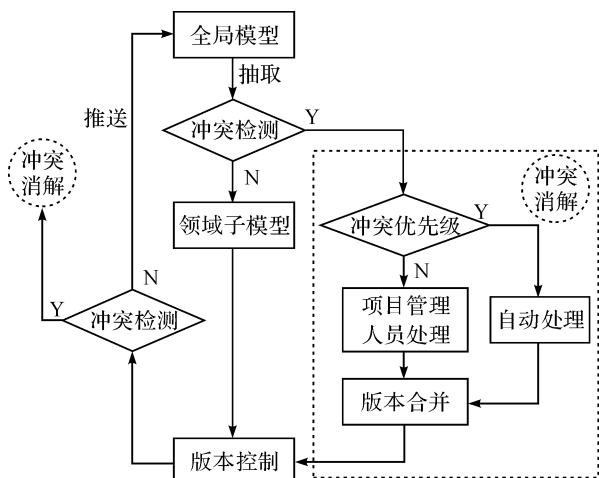 全局模型
抽取
推送
冲突检测
Y
冲突
消解
冲突
消解
N
领域子模型
冲突优先级
Y
N
N
Y
冲突检测
项目管理
人员处理
自动处理
版本合并
版本控制